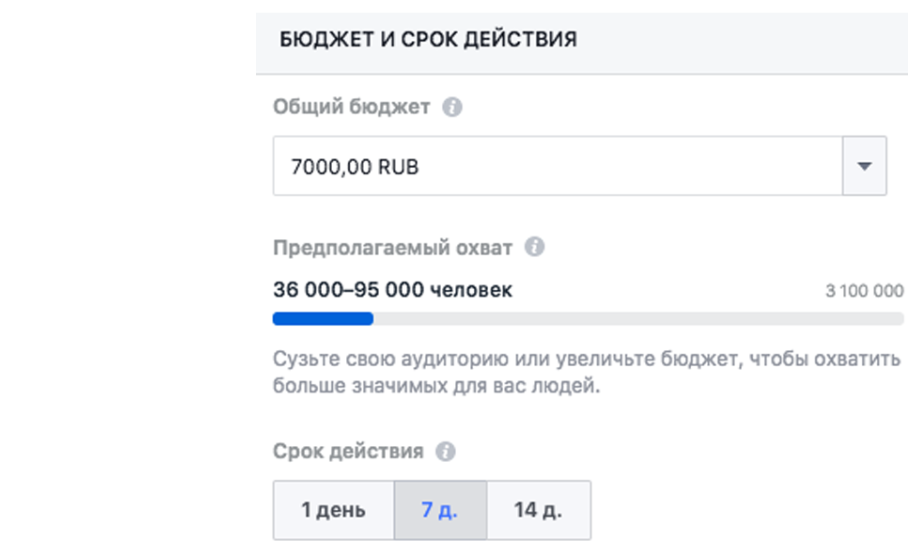 БЮДЖЕТ И СРОК ДЕЙСТВИЯ
Общий бюджет
7000,00 RUB
Предполагаемый охват
36 000–95 000 человек 3 100 000
Сузьте свою аудиторию или увеличьте бюджет, чтобы охватить
больше значимых для вас людей.
Срок действия
1 день 7 д. 14 д.